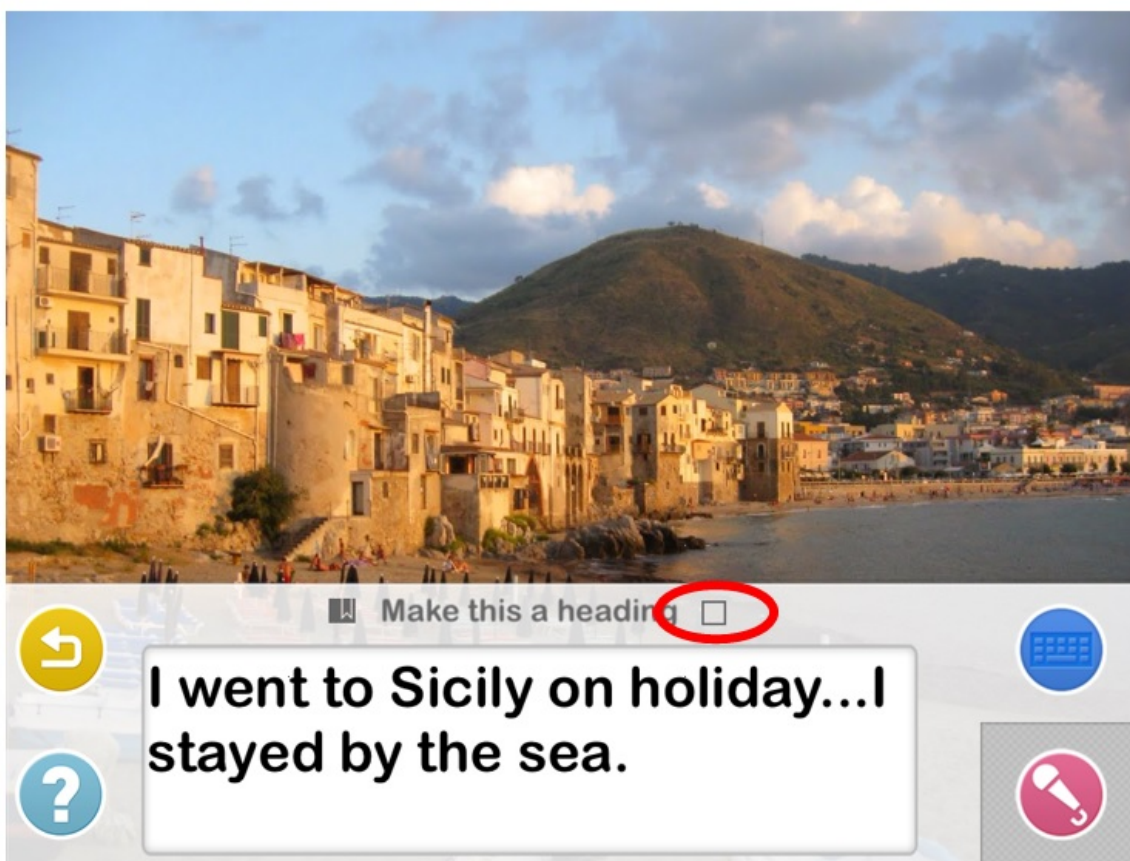 Make this a heading
I went to Sicily on holiday...I
stayed by the sea.
?